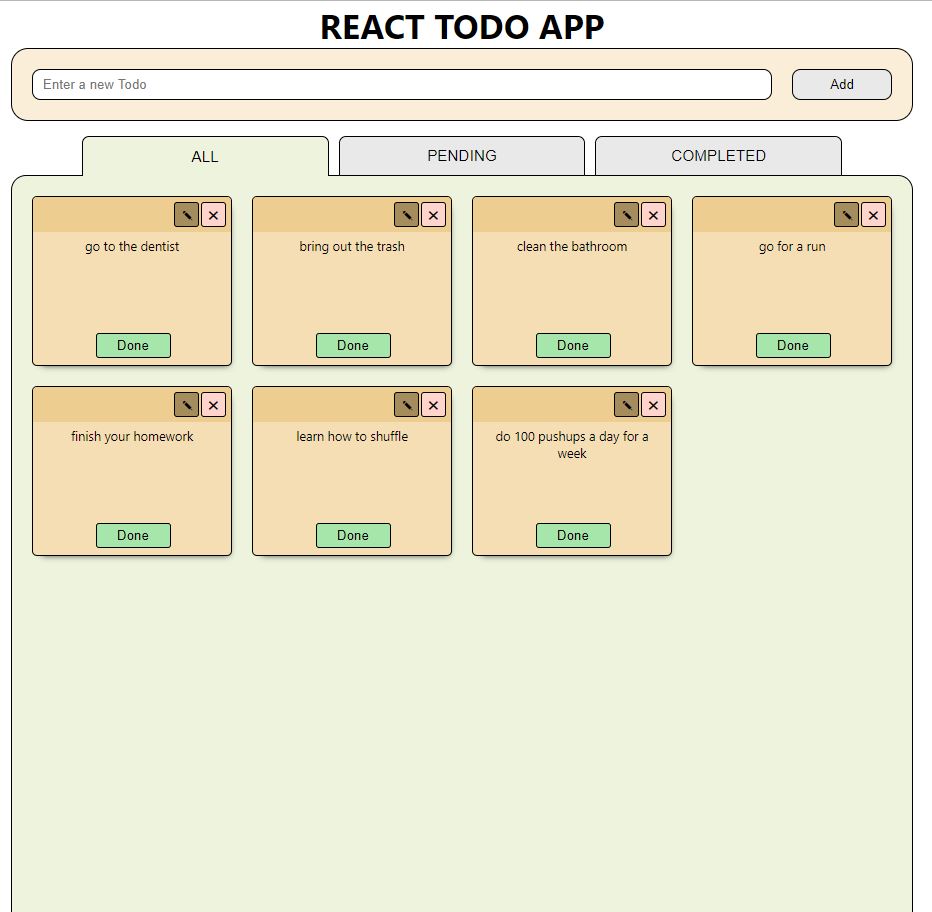 REACT TODO APP
Enter a new Todo
Add
ALL
PENDING
COMPLETED
go to the dentist
Done
bring out the trash
Done
clean the bathroom
Done
go for a run
Done
finish your homework
Done
learn how to shuffle
Done
do 100 pushups a day for a
week
Done